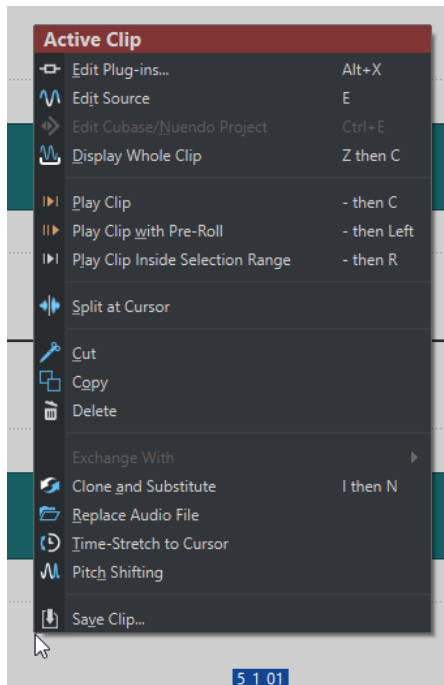 Active Clip
Edit Plug-ins... Alt+X
Edit Source E
Edit Cubase/Nuendo Project Ctrl+E
Display Whole Clip Z then C
Play Clip - then C
Play Clip with Pre-Roll - then Left
Play Clip Inside Selection Range - then R
Split at Cursor
Cut
Copy
Delete
Exchange With
Clone and Substitute I then N
Replace Audio File
Time-Stretch to Cursor
Pitch Shifting
Save Clip...
5 1 01